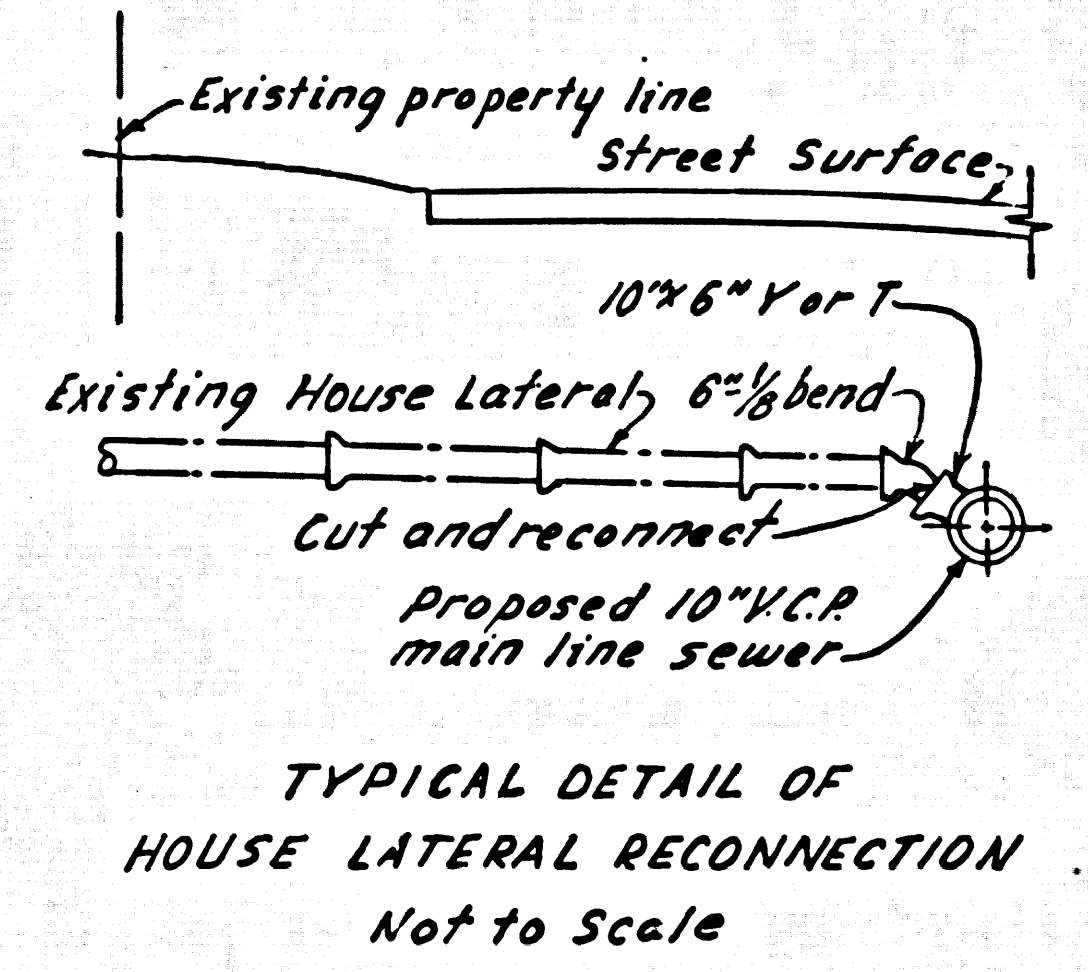 Existing property line
Street Surface
10"X 6" Y or T
Existing House Lateral
6"-1/8 bend
Cut and reconnect
Proposed 10" V.C.P.
main line sewer
TYPICAL DETAIL OF
HOUSE LATERAL RECONNECTION
Not to Scale